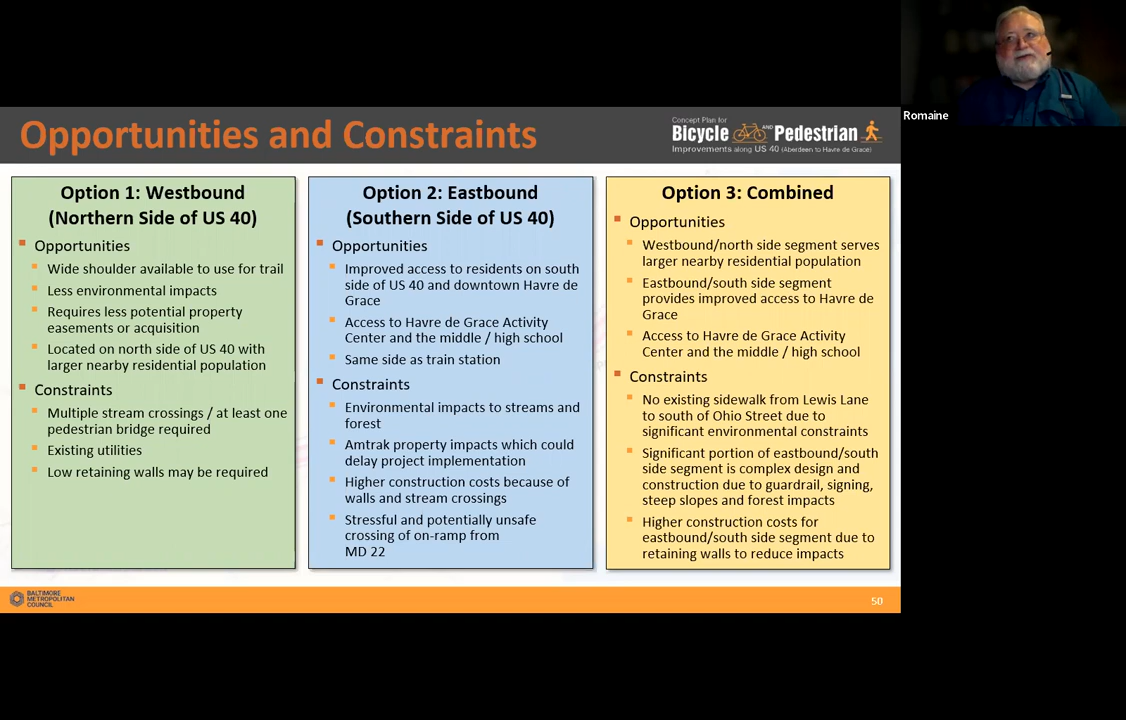 Romaine
Opportunities and Constraints
Concept Plan for
Bicycle AND Pedestrian
Improvements along US 40 (Aberdeen to Havre de Grace)
Option 1: Westbound
(Northern Side of US 40)
Opportunities
Wide shoulder available to use for trail
Less environmental impacts
Requires less potential property
easements or acquisition
Located on north side of US 40 with
larger nearby residential population
Constraints
Multiple stream crossings / at least one
pedestrian bridge required
Existing utilities
Low retaining walls may be required
Option 2: Eastbound
(Southern Side of US 40)
Opportunities
Improved access to residents on south
side of US 40 and downtown Havre de
Grace
Access to Havre de Grace Activity
Center and the middle / high school
Same side as train station
Constraints
Environmental impacts to streams and
forest
Amtrak property impacts which could
delay project implementation
Higher construction costs because of
walls and stream crossings
Stressful and potentially unsafe
crossing of on-ramp from
MD 22
Option 3: Combined
Opportunities
Westbound/north side segment serves
larger nearby residential population
Eastbound/south side segment
provides improved access to Havre de
Grace
Access to Havre de Grace Activity
Center and the middle / high school
Constraints
No existing sidewalk from Lewis Lane
to south of Ohio Street due to
significant environmental constraints
Significant portion of eastbound/south
side segment is complex design and
construction due to guardrail, signing,
steep slopes and forest impacts
Higher construction costs for
eastbound/south side segment due to
retaining walls to reduce impacts
BALTIMORE
METROPOLITAN
COUNCIL
50